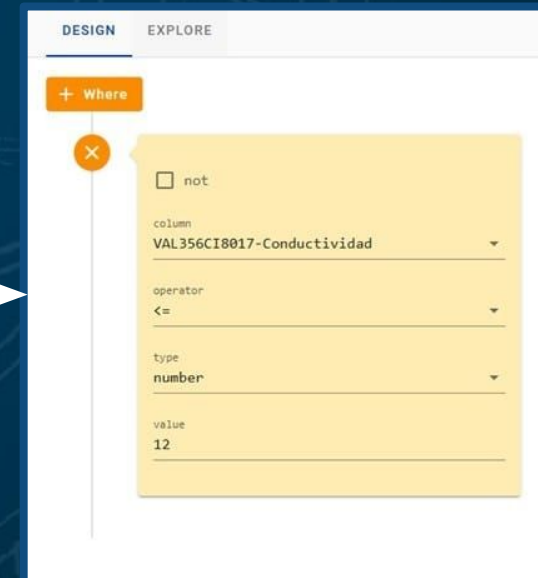 DESIGN EXPLORE
+ Where
not
column
VAL356CI8017-Conductividad
operator
<=
type
number
value
12